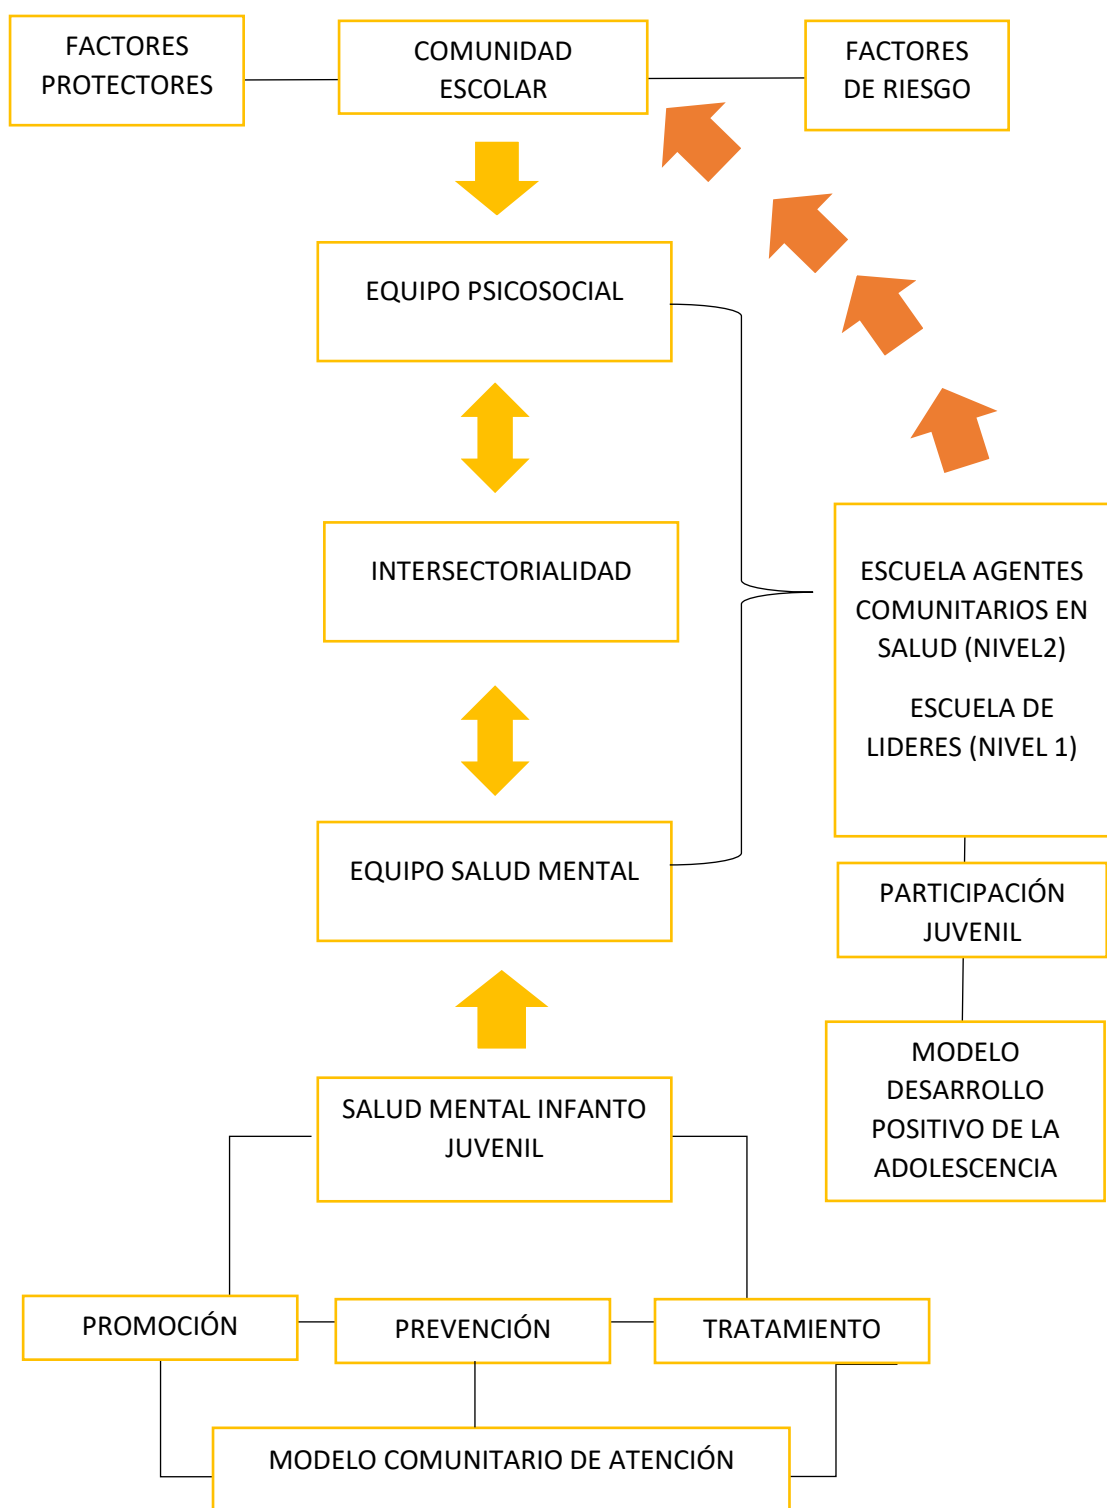 FACTORES
PROTECTORES
COMUNIDAD
ESCOLAR
FACTORES
DE RIESGO
EQUIPO PSICOSOCIAL
INTERSECTORIALIDAD
ESCUELA AGENTES
COMUNITARIOS EN
SALUD (NIVEL2)
ESCUELA DE
LIDERES (NIVEL 1)
EQUIPO SALUD MENTAL
PARTICIPACIÓN
JUVENIL
MODELO
DESARROLLO
POSITIVO DE LA
ADOLESCENCIA
SALUD MENTAL INFANTO
JUVENIL
PROMOCIÓN
PREVENCIÓN
TRATAMIENTO
MODELO COMUNITARIO DE ATENCIÓN